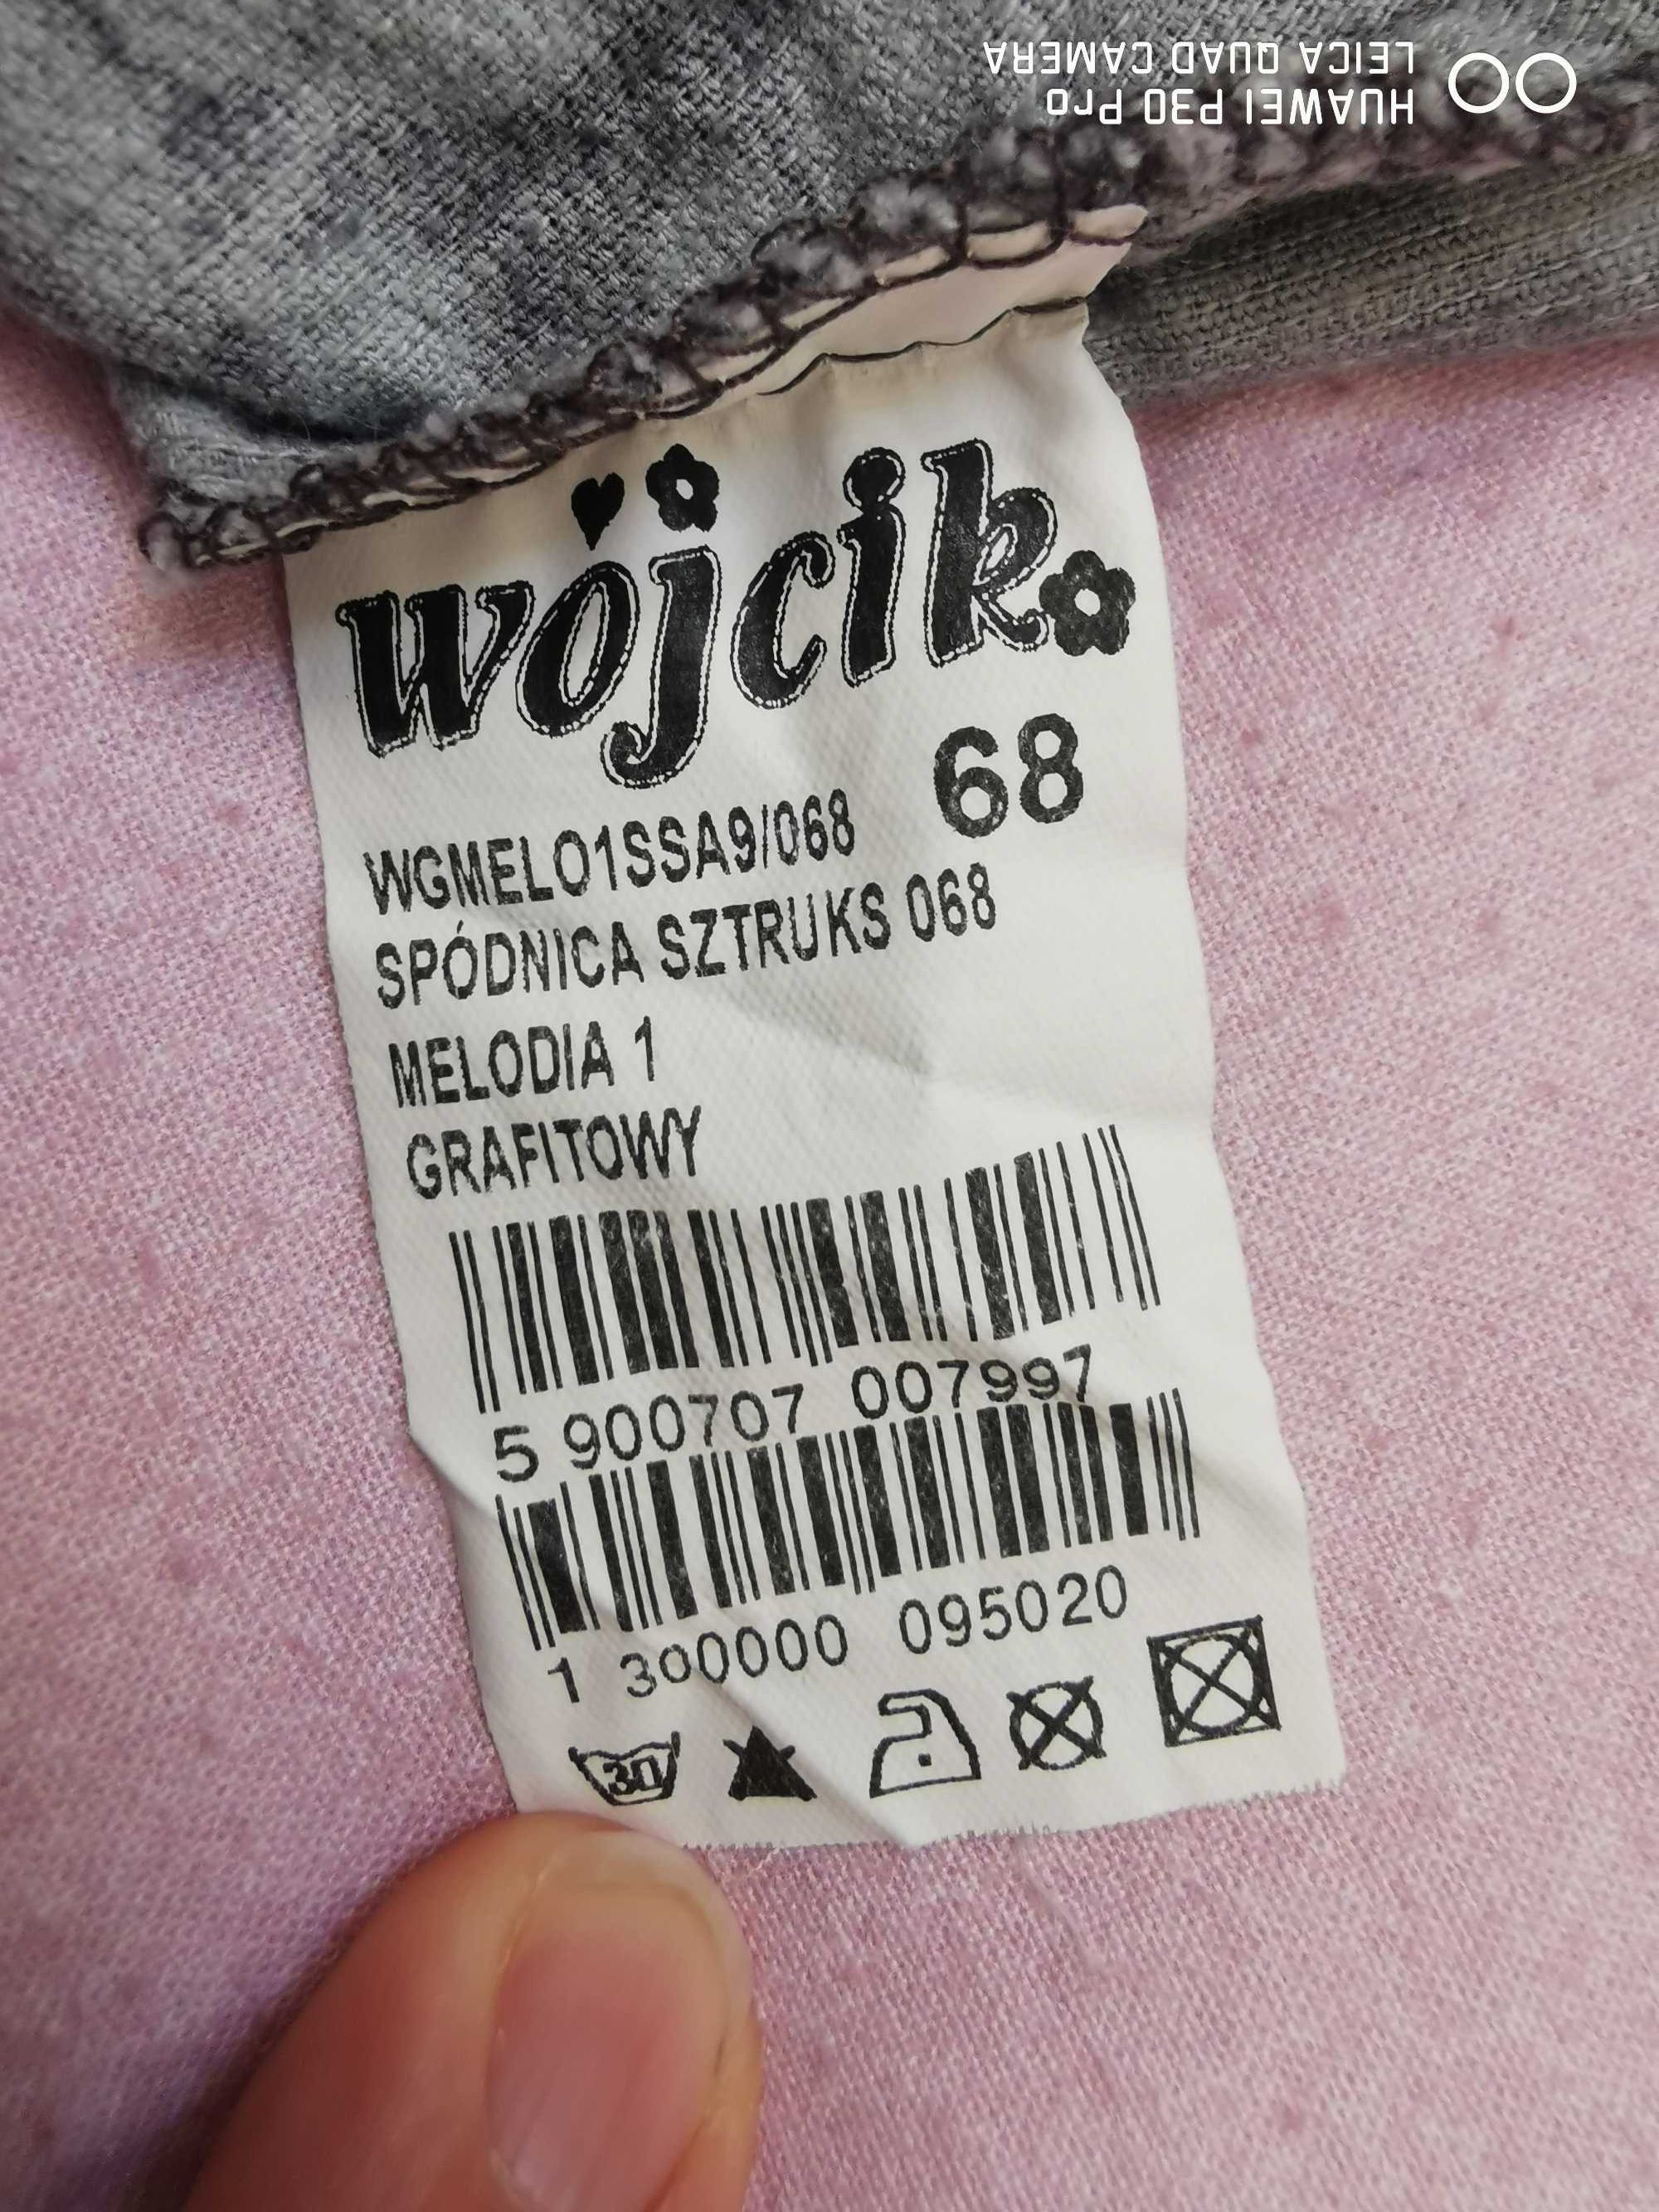 HUAWEI P30 Pro
LEICA QUAD CAMERA
wójcik
68
WGMELO1SSA9/068
SPÓDNICA SZTRUKS 068
MELODIA 1
GRAFITOWY
5 900707 007997
1 300000 095020
30